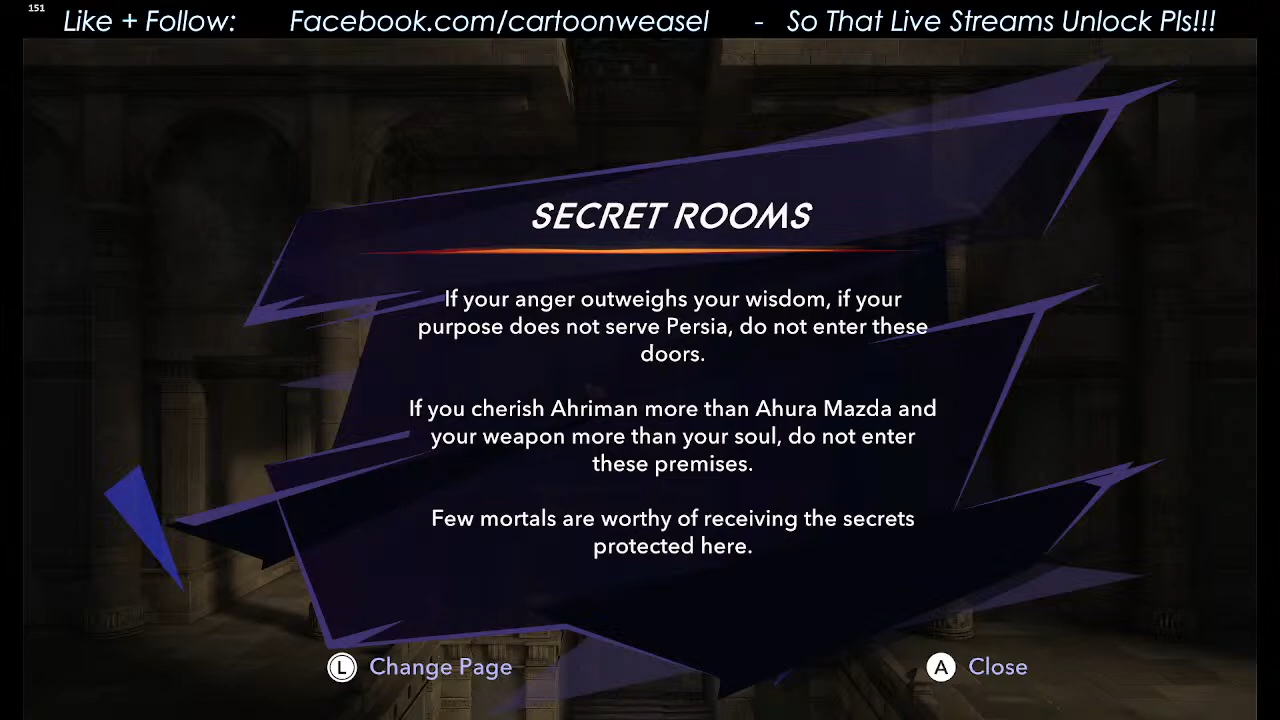 151
Like + Follow: Facebook.com/cartoonweasel - So That Live Streams Unlock Pls!!!
SECRET ROOMS
If your anger outweighs your wisdom, if your
purpose does not serve Persia, do not enter these
doors.
If you cherish Ahriman more than Ahura Mazda and
your weapon more than your soul, do not enter
these premises.
Few mortals are worthy of receiving the secrets
protected here.
L Change Page
A Close